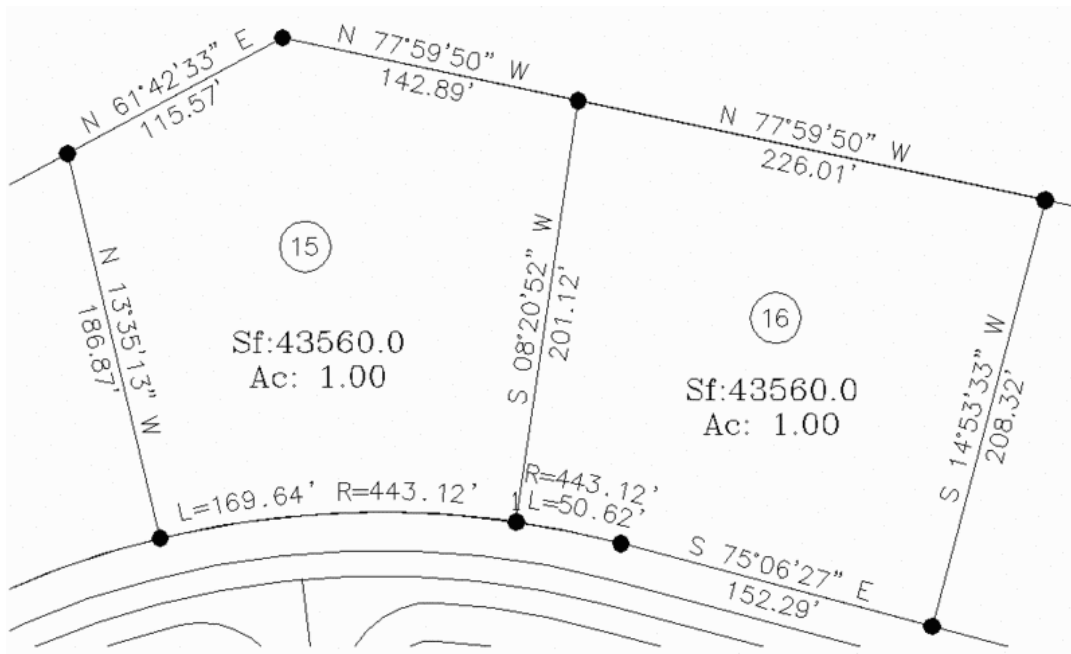 N 61°42'33" E
115.57'
N 77°59'50" W
142.89'
N 77°59'50" W
226.01'
N 13°35'13" W
186.87'
15
Sf:43560.0
Ac: 1.00
S 08°20'52" W
201.12'
16
Sf:43560.0
Ac: 1.00
S 14°53'33" W
208.32'
L=169.64' R=443.12'
1
R=443.12'
L=50.62'
S 75°06'27" E
152.29'